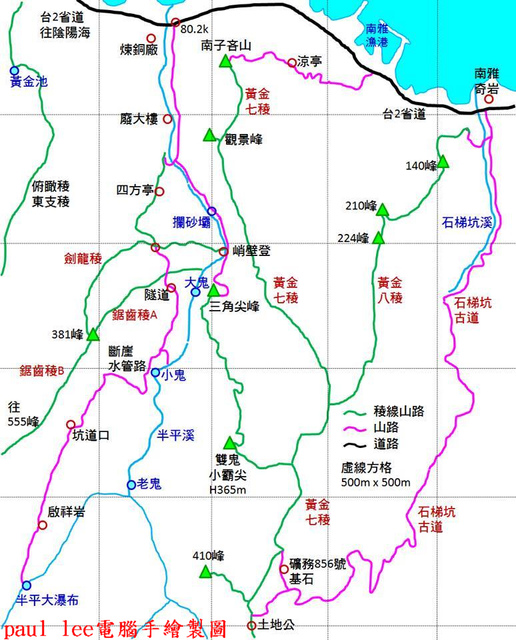 台2省道
往陰陽海
80.2k
煉銅廠
南子吝山
涼亭
南雅
漁港
南雅
奇岩
黃金池
黃金
七稜
台2省道
廢大樓
觀景峰
140峰
俯瞰稜
東支稜
四方亭
攔砂壩
210峰
石梯坑溪
224峰
劍龍稜
峭壁登
大鬼
黃金
七稜
黃金
八稜
隧道
三角尖峰
石梯坑
古道
鋸齒稜A
381峰
斷崖
水管路
鋸齒稜B
小鬼
往
555峰
坑道口
半平溪
稜線山路
山路
道路
雙鬼
小霸尖
H365m
虛線方格
500m x 500m
老鬼
黃金
七稜
石梯坑
古道
啟祥岩
410峰
礦務856號
基石
半平大瀑布
土地公
paul lee電腦手繪製圖